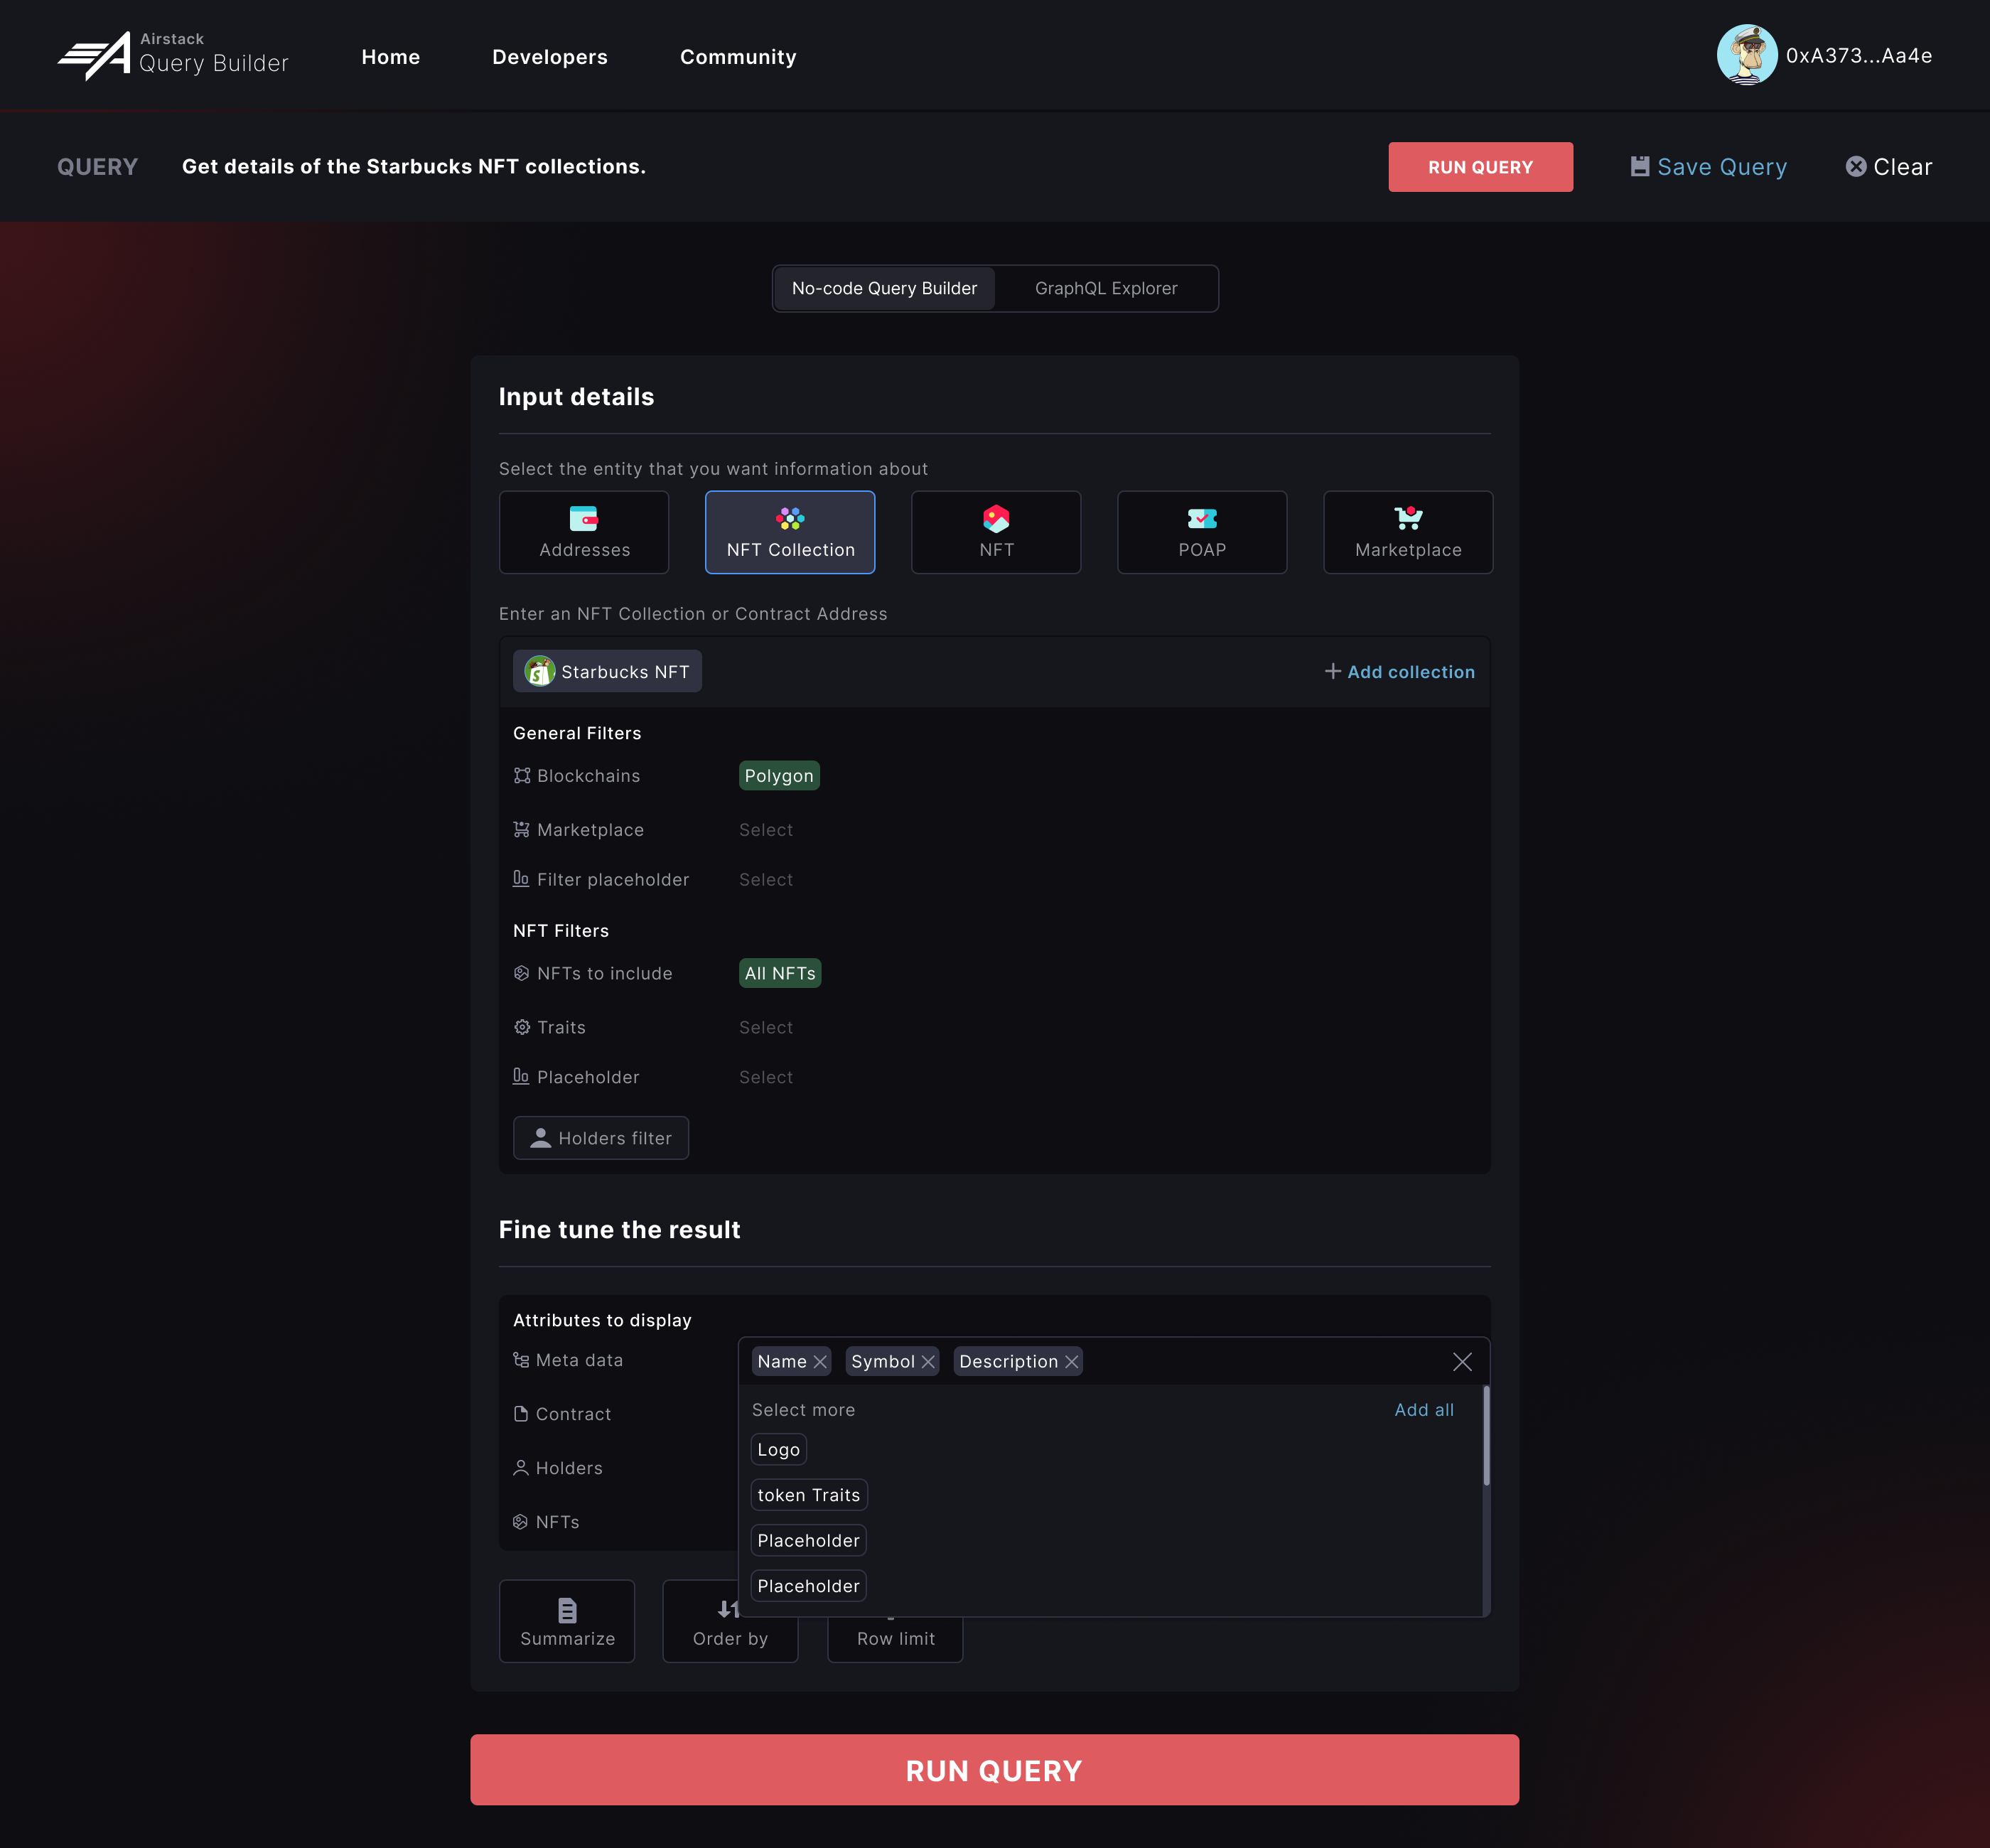 Airstack
Query Builder
Home
Developers
Community
0xA373...Aa4e
QUERY
Get details of the Starbucks NFT collections.
RUN QUERY
Save Query
Clear
No-code Query Builder
GraphQL Explorer
Input details
Select the entity that you want information about
Addresses
NFT Collection
NFT
POAP
Marketplace
Enter an NFT Collection or Contract Address
Starbucks NFT
Add collection
General Filters
Blockchains
Polygon
Marketplace
Select
Filter placeholder
Select
NFT Filters
NFTs to include
All NFTs
Traits
Select
Placeholder
Select
Holders filter
Fine tune the result
Attributes to display
Meta data
Name
Symbol
Description
Contract
Select more
Add all
Logo
Holders
token Traits
NFTs
Placeholder
Placeholder
Summarize
Order by
Row limit
RUN QUERY